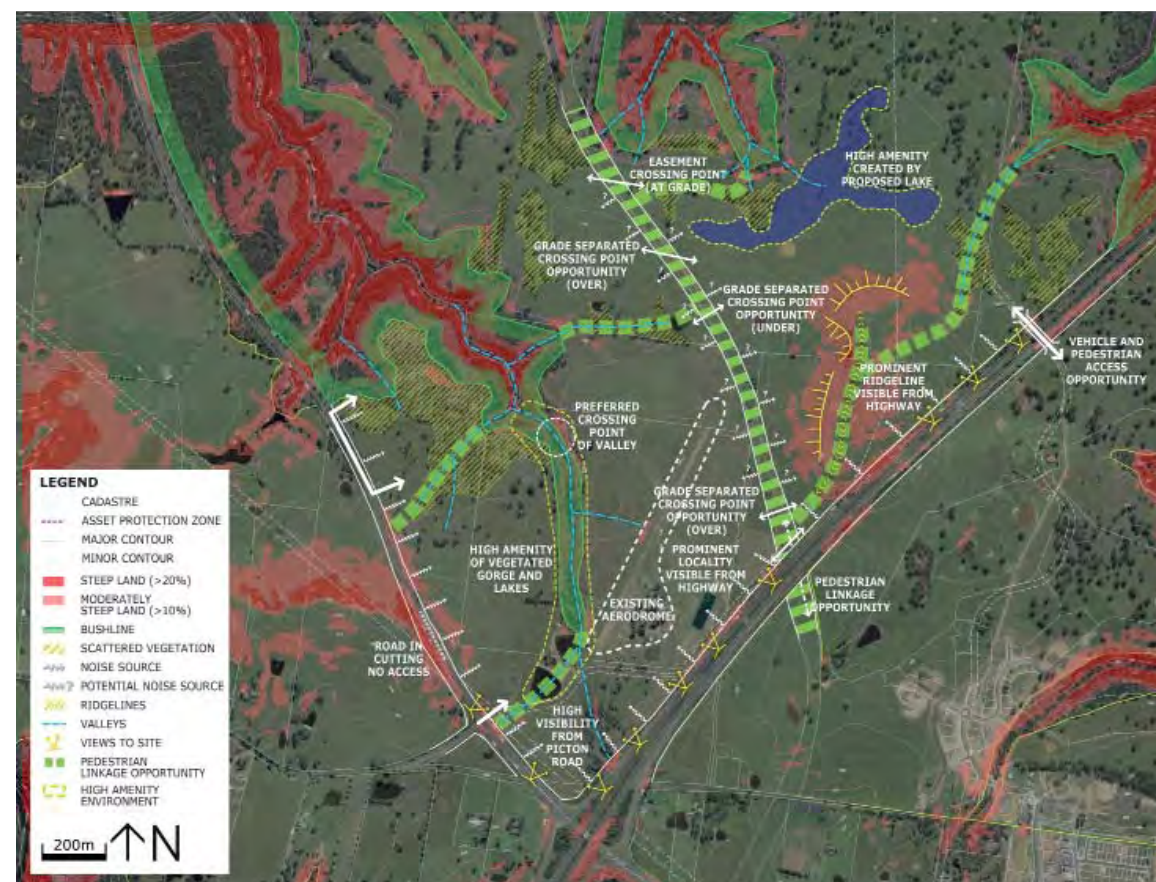 EASEMENT
CROSSING POINT
(AT GRADE)
HIGH AMENITY
CREATED BY
PROPOSED LAKE
GRADE SEPARATED
CROSSING POINT
OPPORTUNITY
(OVER)
GRADE SEPARATED
CROSSING POINT
OPPORTUNITY
(UNDER)
VEHICLE AND
PEDESTRIAN
ACCESS
OPPORTUNITY
PROMINENT
RIDGELINE
VISIBLE FROM
HIGHWAY
PREFERRED
CROSSING
POINT
OF VALLEY
GRADE SEPARATED
CROSSING POINT
OPPORTUNITY
(OVER)
HIGH AMENITY
OF VEGETATED
GORGE AND
LAKES
PROMINENT
LOCALITY
VISIBLE FROM
HIGHWAY
EXISTING
AERODROME
PEDESTRIAN
LINKAGE
OPPORTUNITY
ROAD IN
CUTTING
NO ACCESS
HIGH
VISIBILITY
FROM
PICTON
ROAD
LEGEND
CADASTRE
ASSET PROTECTION ZONE
MAJOR CONTOUR
MINOR CONTOUR
STEEP LAND (>20%)
MODERATELY
STEEP LAND (>10%)
BUSHLINE
SCATTERED VEGETATION
NOISE SOURCE
POTENTIAL NOISE SOURCE
RIDGELINES
VALLEYS
VIEWS TO SITE
PEDESTRIAN
LINKAGE OPPORTUNITY
HIGH AMENITY
ENVIRONMENT
200m
N